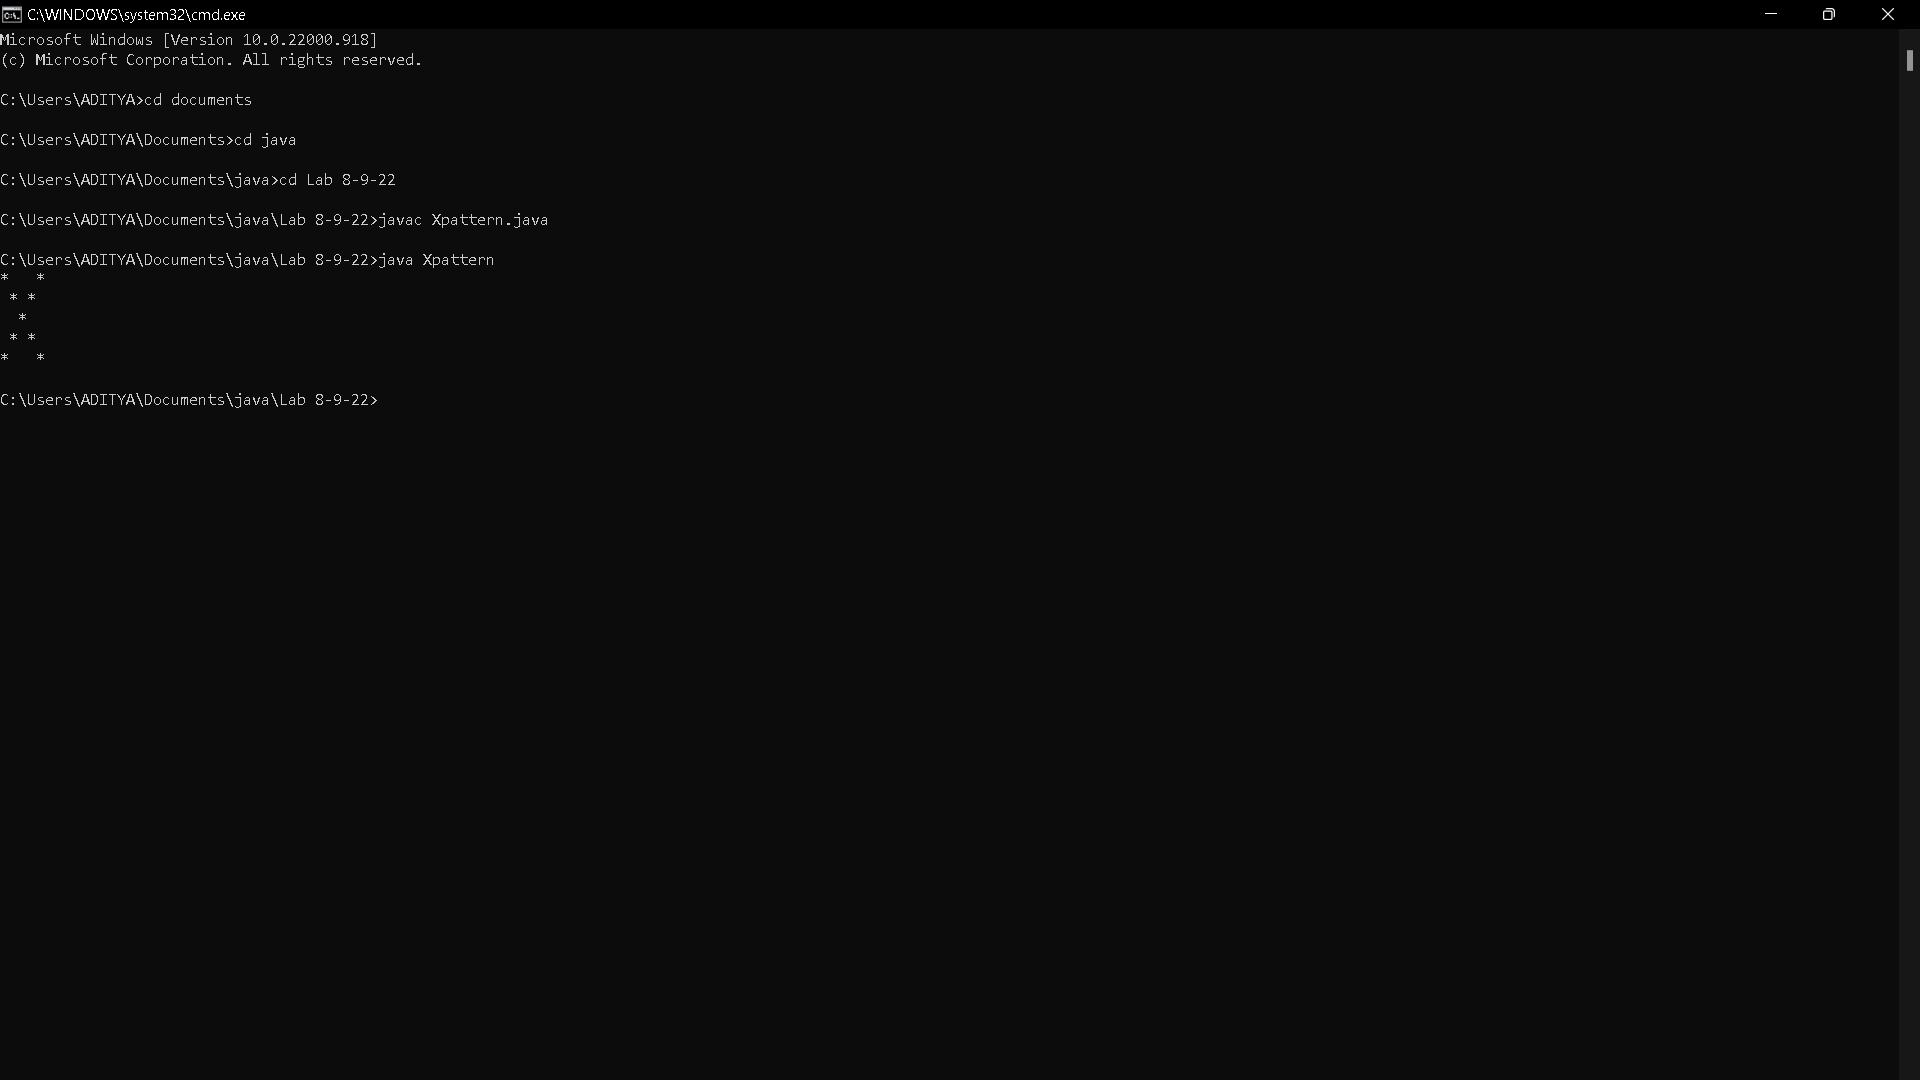 C:\WINDOWS\system32\cmd.exe
Microsoft Windows [Version 10.0.22000.918]
(c) Microsoft Corporation. All rights reserved.
C:\Users\ADITYA>cd documents
C:\Users\ADITYA\Documents>cd java
C:\Users\ADITYA\Documents\java>cd Lab 8-9-22
C:\Users\ADITYA\Documents\java\Lab 8-9-22>javac Xpattern.java
C:\Users\ADITYA\Documents\java\Lab 8-9-22>java Xpattern
*   *
 * *
  *
 * *
*   *
C:\Users\ADITYA\Documents\java\Lab 8-9-22>